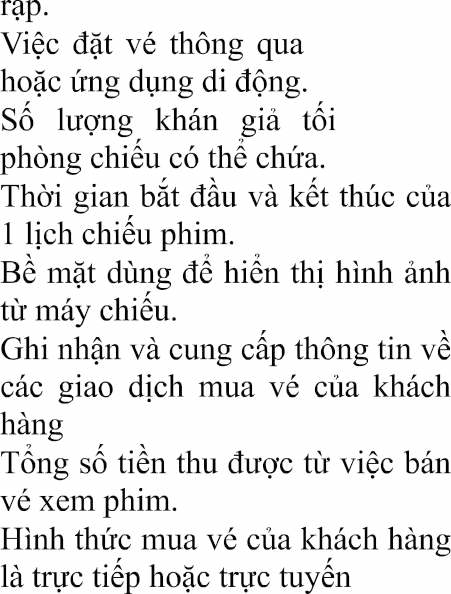 rạp.
Việc đặt vé thông qua
hoặc ứng dụng di động.
Số lượng khán giả tối
phòng chiếu có thể chứa.
Thời gian bắt đầu và kết thúc của
1 lịch chiếu phim.
Bề mặt dùng để hiển thị hình ảnh
từ máy chiếu.
Ghi nhận và cung cấp thông tin về
các giao dịch mua vé của khách
hàng
Tổng số tiền thu được từ việc bán
vé xem phim.
Hình thức mua vé của khách hàng
là trực tiếp hoặc trực tuyến